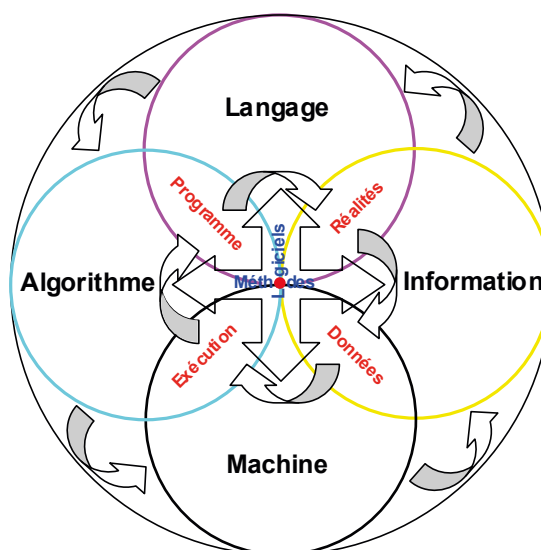 Langage
Programme
Réalités
Logiciels
Algorithme
Méthodes
Information
Exécution
Données
Machine